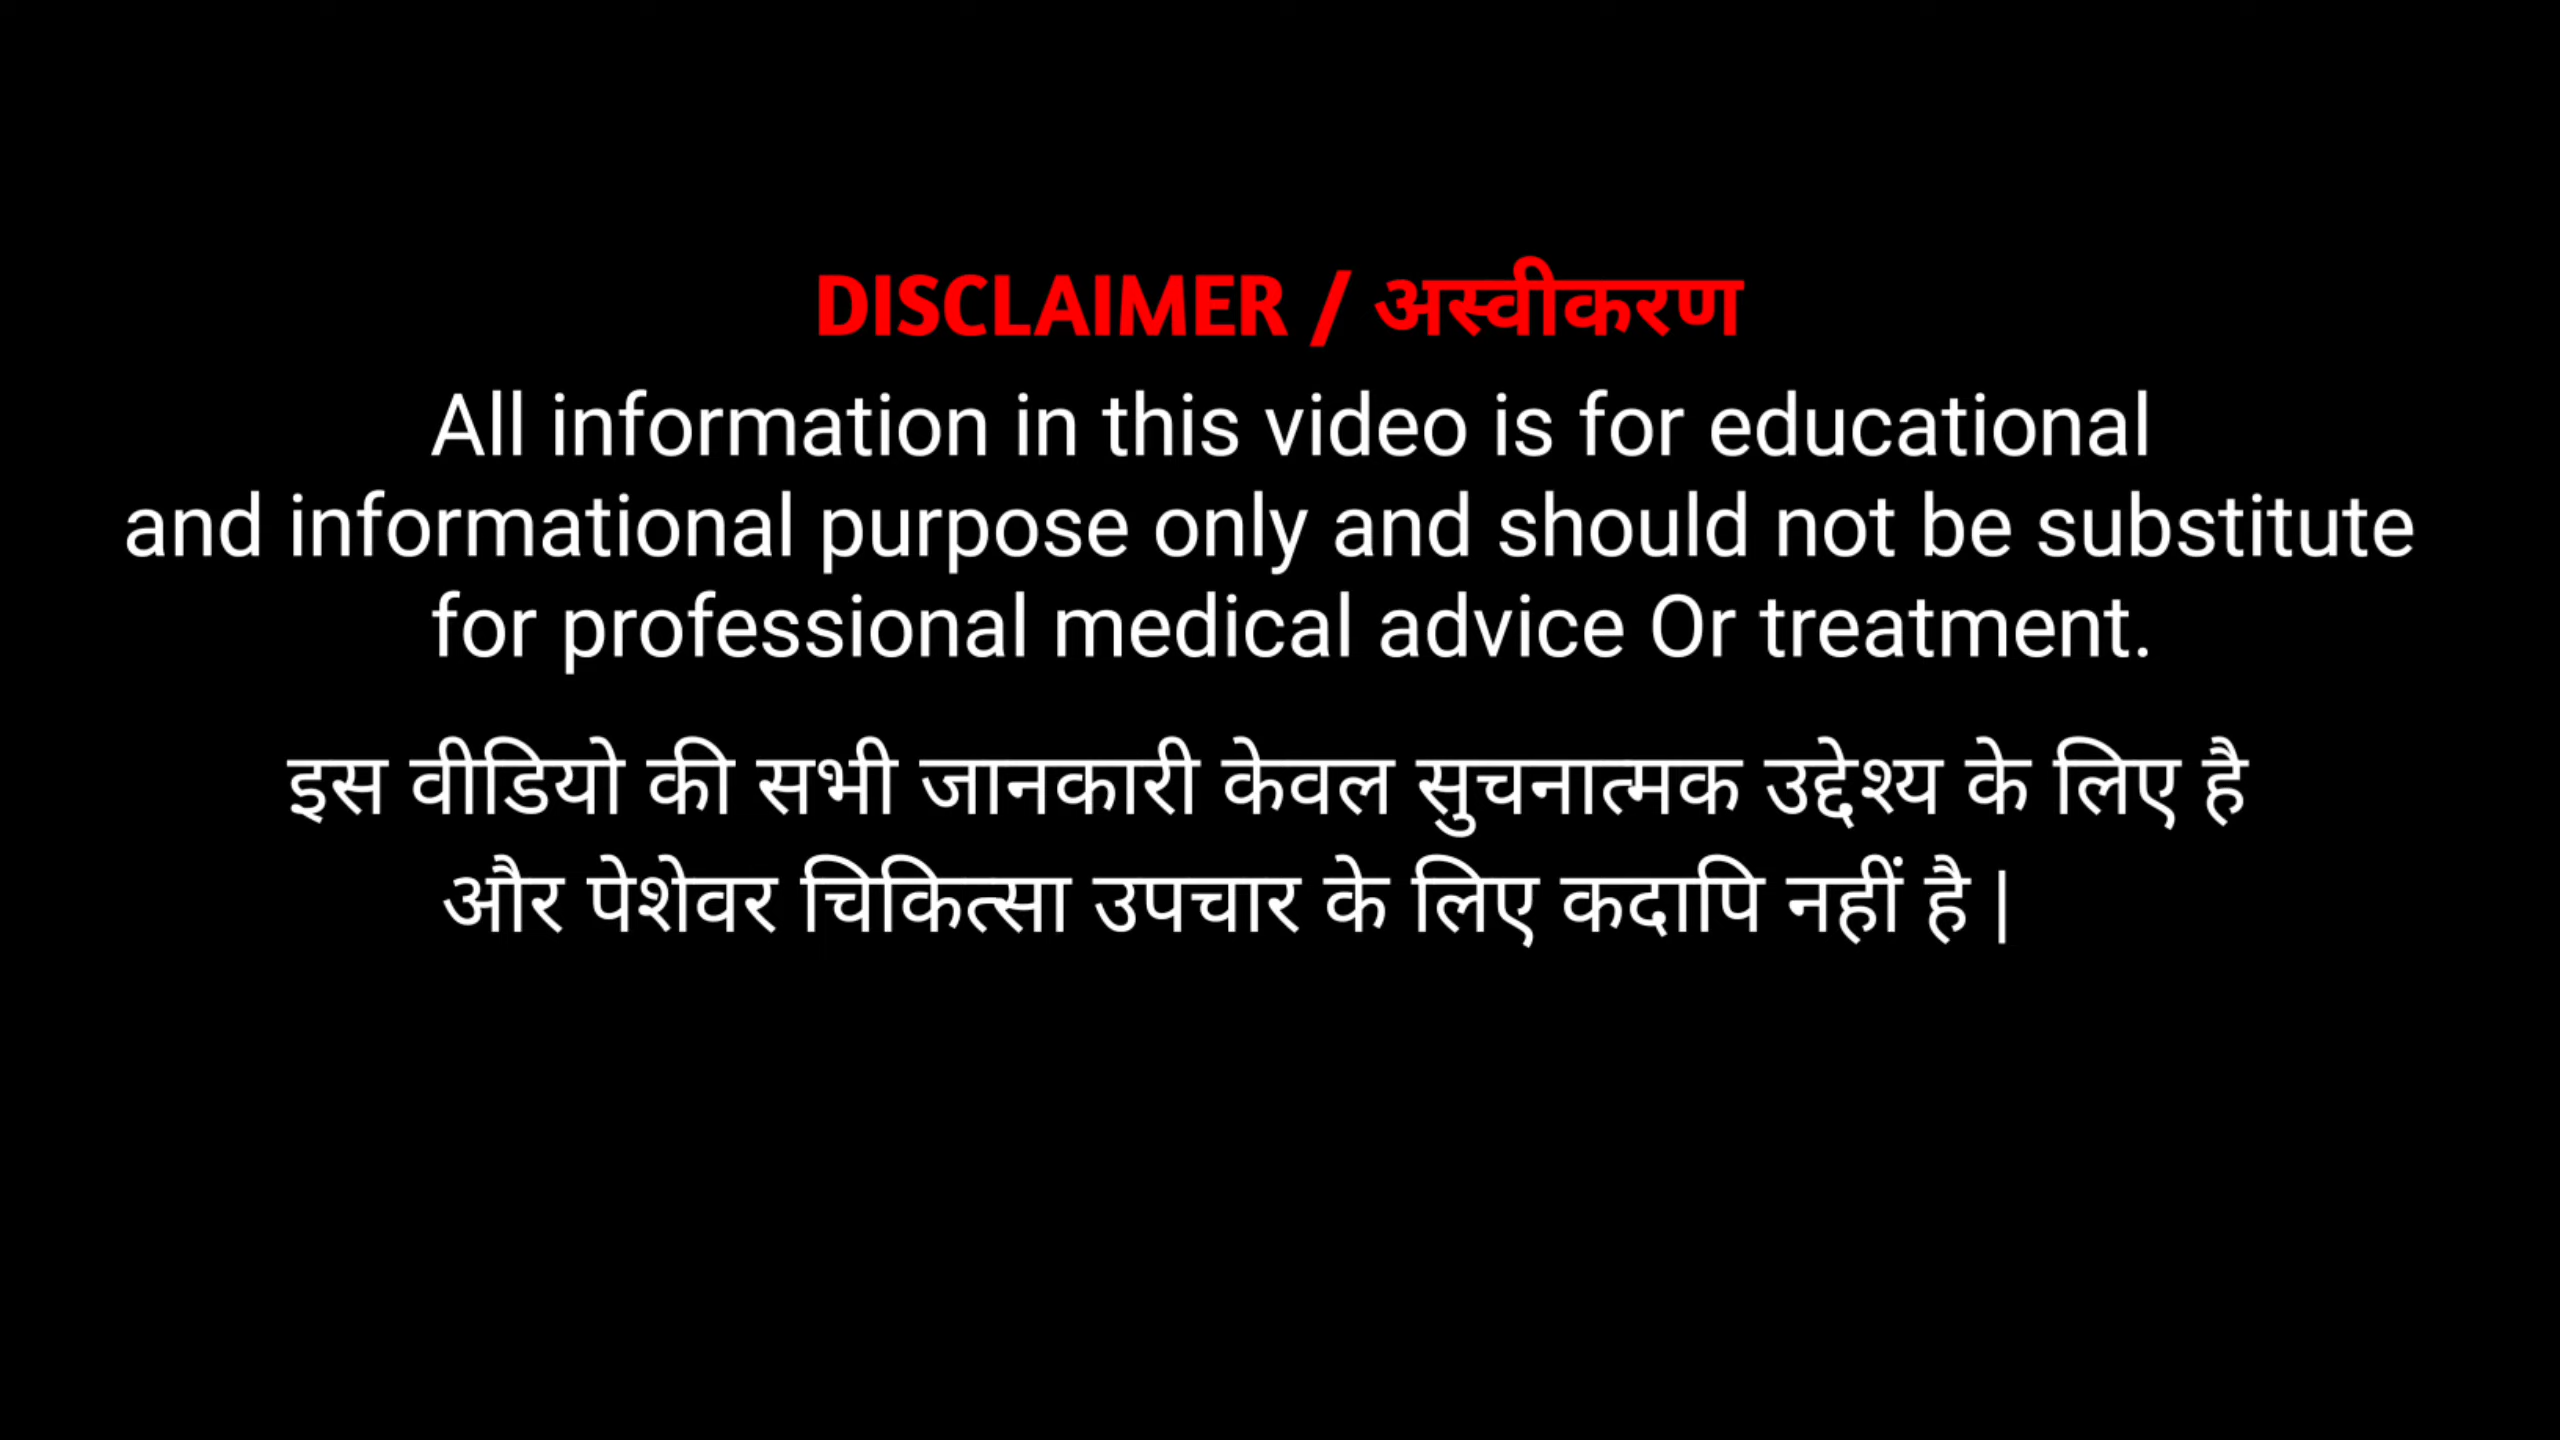 DISCLAIMER / अस्वीकरण
All information in this video is for educational
and informational purpose only and should not be substitute
for professional medical advice Or treatment.
इस वीडियो की सभी जानकारी केवल सुचनात्मक उद्देश्य के लिए है
और पेशेवर चिकित्सा उपचार के लिए कदापि नहीं है |